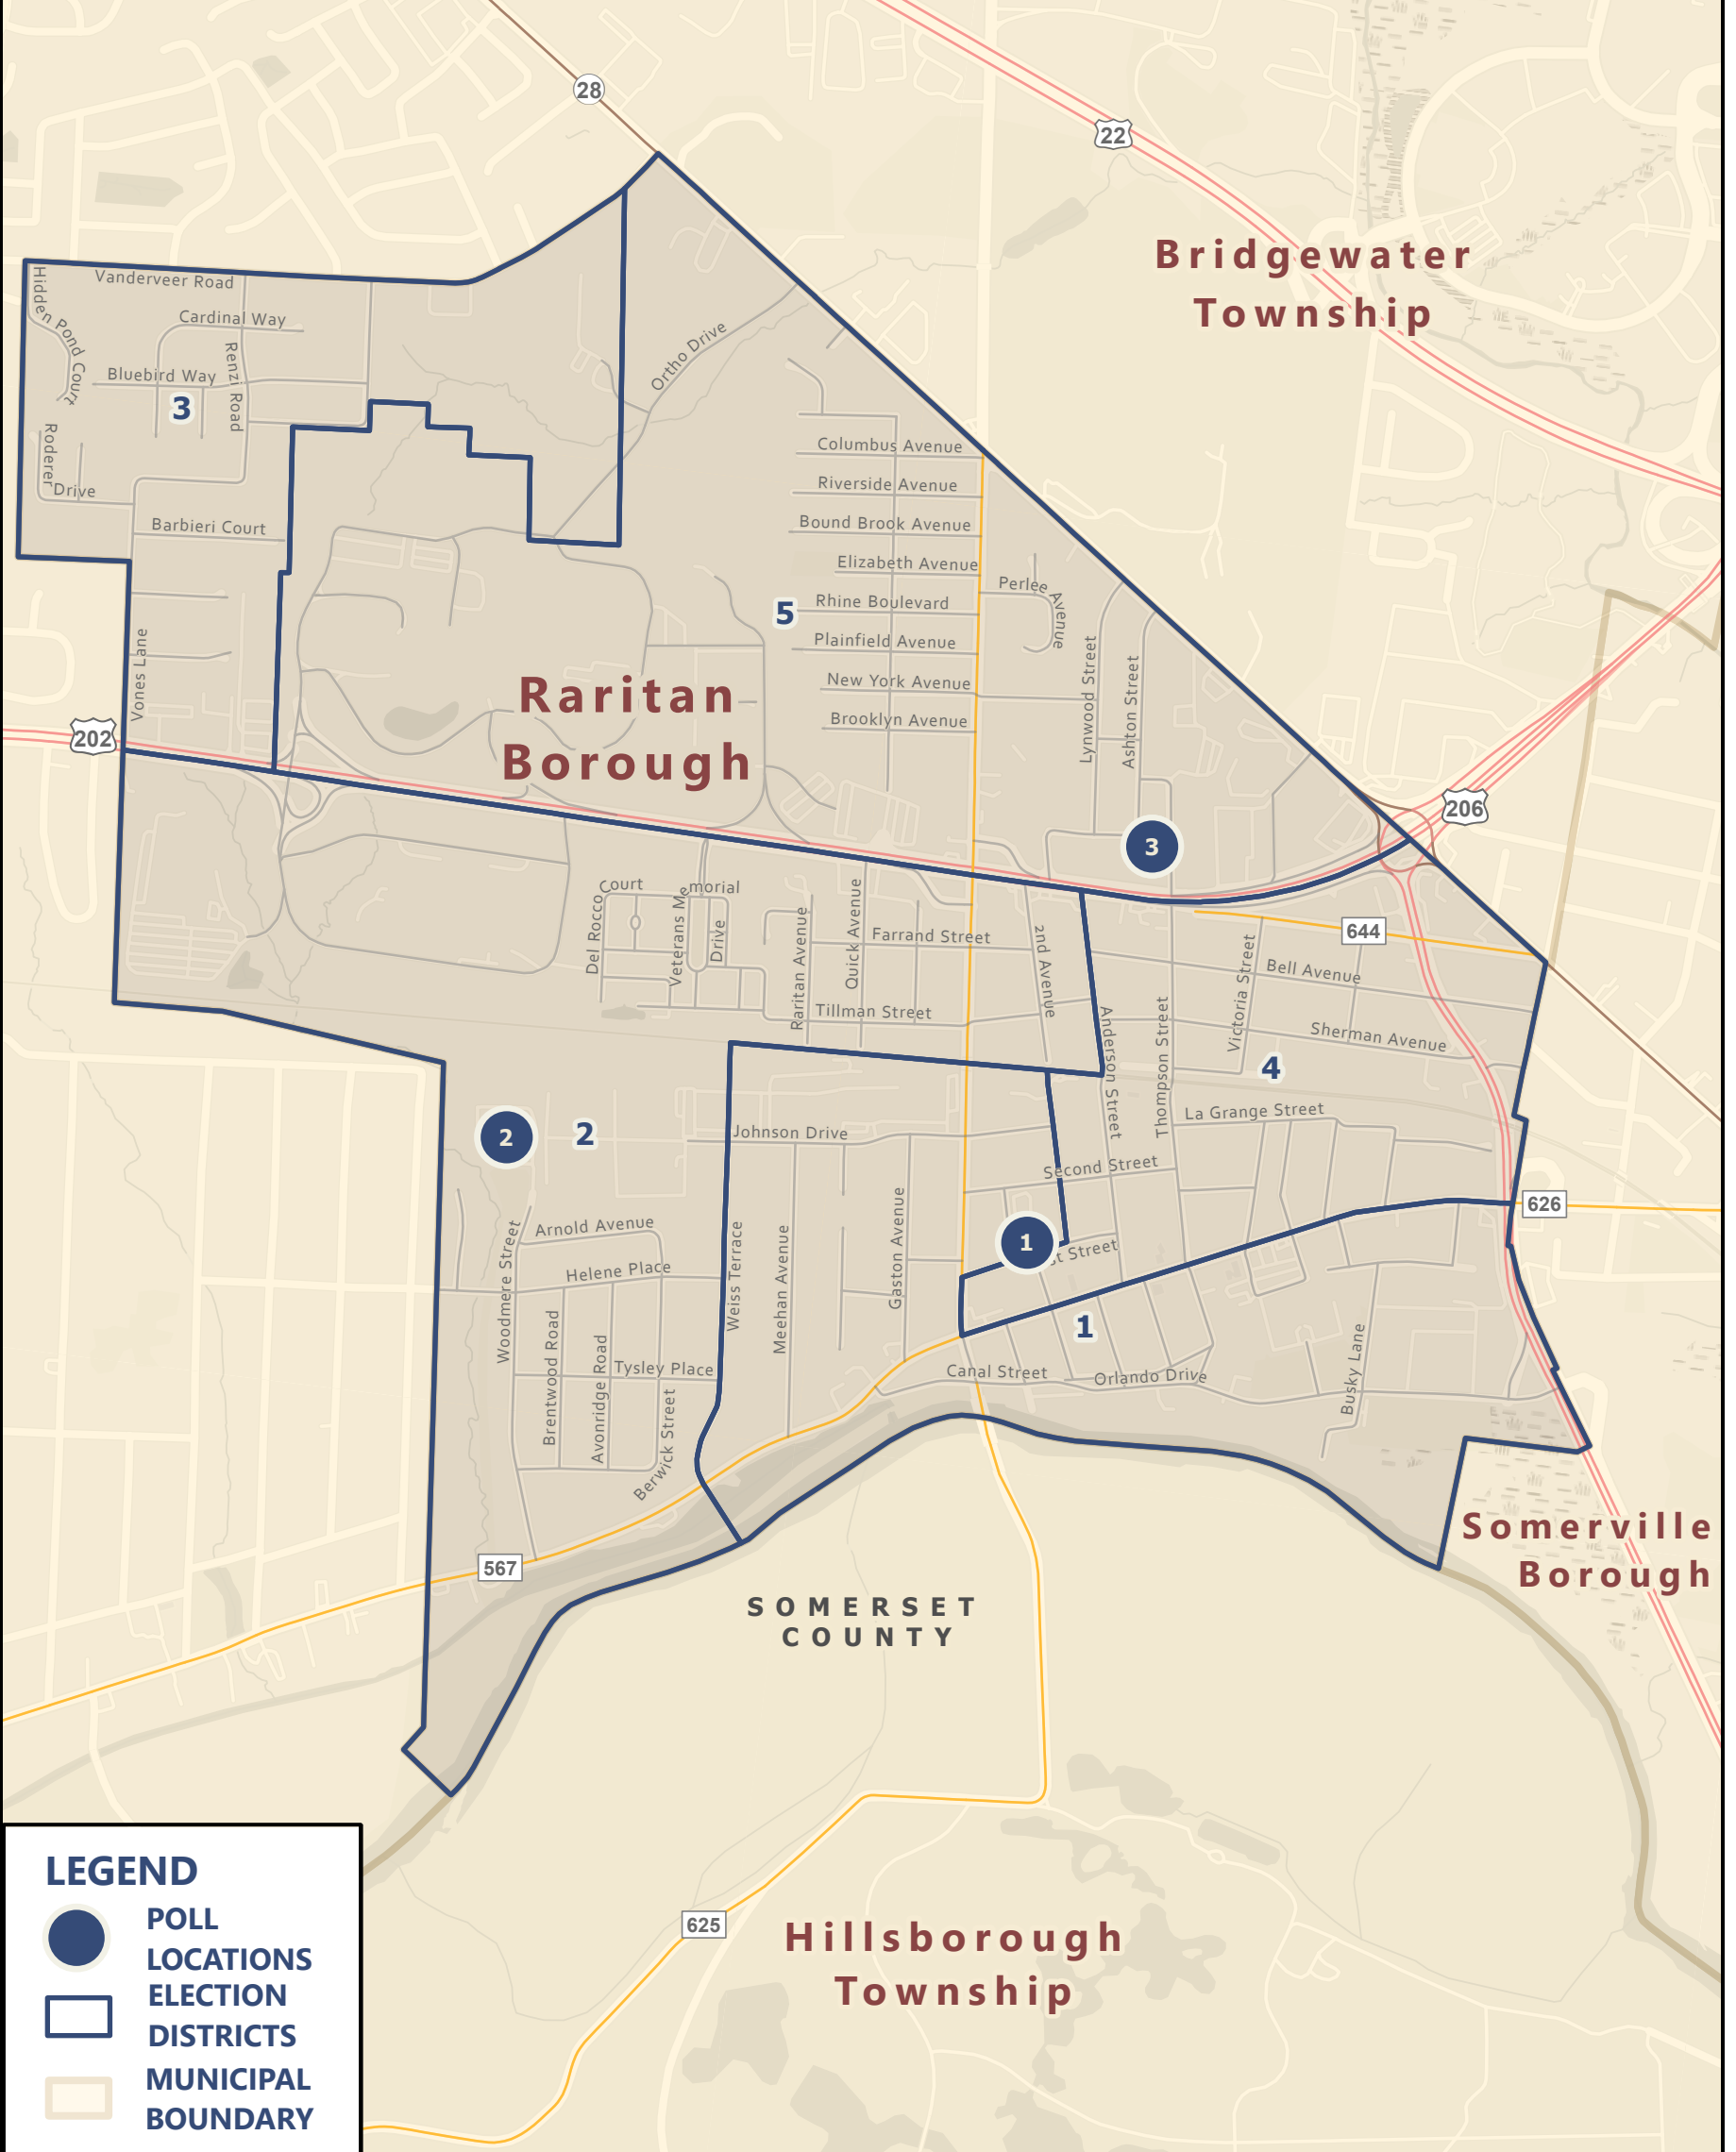 28
22
Bridgewater
Township
Vanderveer Road
Hidden Pond Court
Cardinal Way
Renzi Road
Bluebird Way
3
Ortho Drive
Roderer
Drive
Barbieri Court
Columbus Avenue
Riverside Avenue
Bound Brook Avenue
Elizabeth Avenue
Perlee Avenue
5
Rhine Boulevard
Plainfield Avenue
New York Avenue
Brooklyn Avenue
Lynwood Street
Ashton Street
Vones Lane
Raritan
Borough
202
206
3
Court
Del Rocco
Veterans Memorial
Drive
Raritan Avenue
Quick Avenue
Farrand Street
2nd Avenue
644
Bell Avenue
Victoria Street
Tillman Street
Sherman Avenue
Anderson Street
Thompson Street
4
La Grange Street
2
2
Johnson Drive
Second Street
626
Arnold Avenue
Woodmere Street
Helene Place
Weiss Terrace
Meehan Avenue
Gaston Avenue
1
st Street
1
Brentwood Road
Avonridge Road
Tysley Place
Berwick Street
Canal Street
Orlando Drive
Busky Lane
567
Somerville
Borough
SOMERSET
COUNTY
625
Hillsborough
Township
LEGEND
POLL
LOCATIONS
ELECTION
DISTRICTS
MUNICIPAL
BOUNDARY